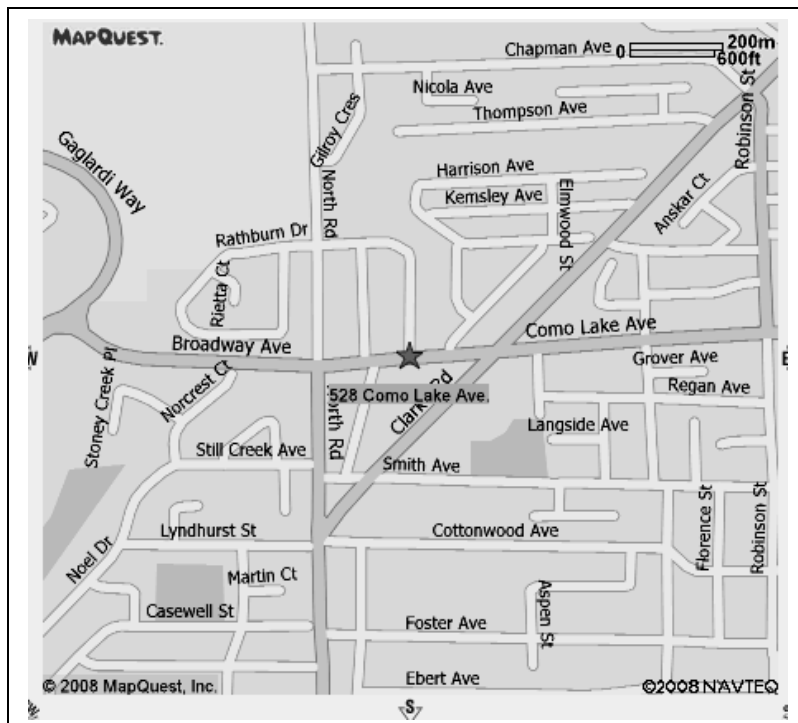 MAPQUEST.
Chapman Ave
0 200m
600ft
Nicola Ave
Thompson Ave
Robinson St
Gilroy Cres
Gaglardi Way
Harrison Ave
Kemsley Ave
Elmwood St
Anskar Ct
North Rd
Rathburn Dr
Rietta Ct
Como Lake Ave
Broadway Ave
W
E
Grover Ave
Regan Ave
Stoney Creek Pl
Norcrest Ct
528 Como Lake Ave.
North Rd
Clarke Rd
Langside Ave
Still Creek Ave
Smith Ave
Florence St
Robinson St
Lyndhurst St
Cottonwood Ave
Noel Dr
Martin Ct
Aspen St
Casewell St
Foster Ave
Ebert Ave
© 2008 MapQuest, Inc.
©2008 NAVTEQ
S